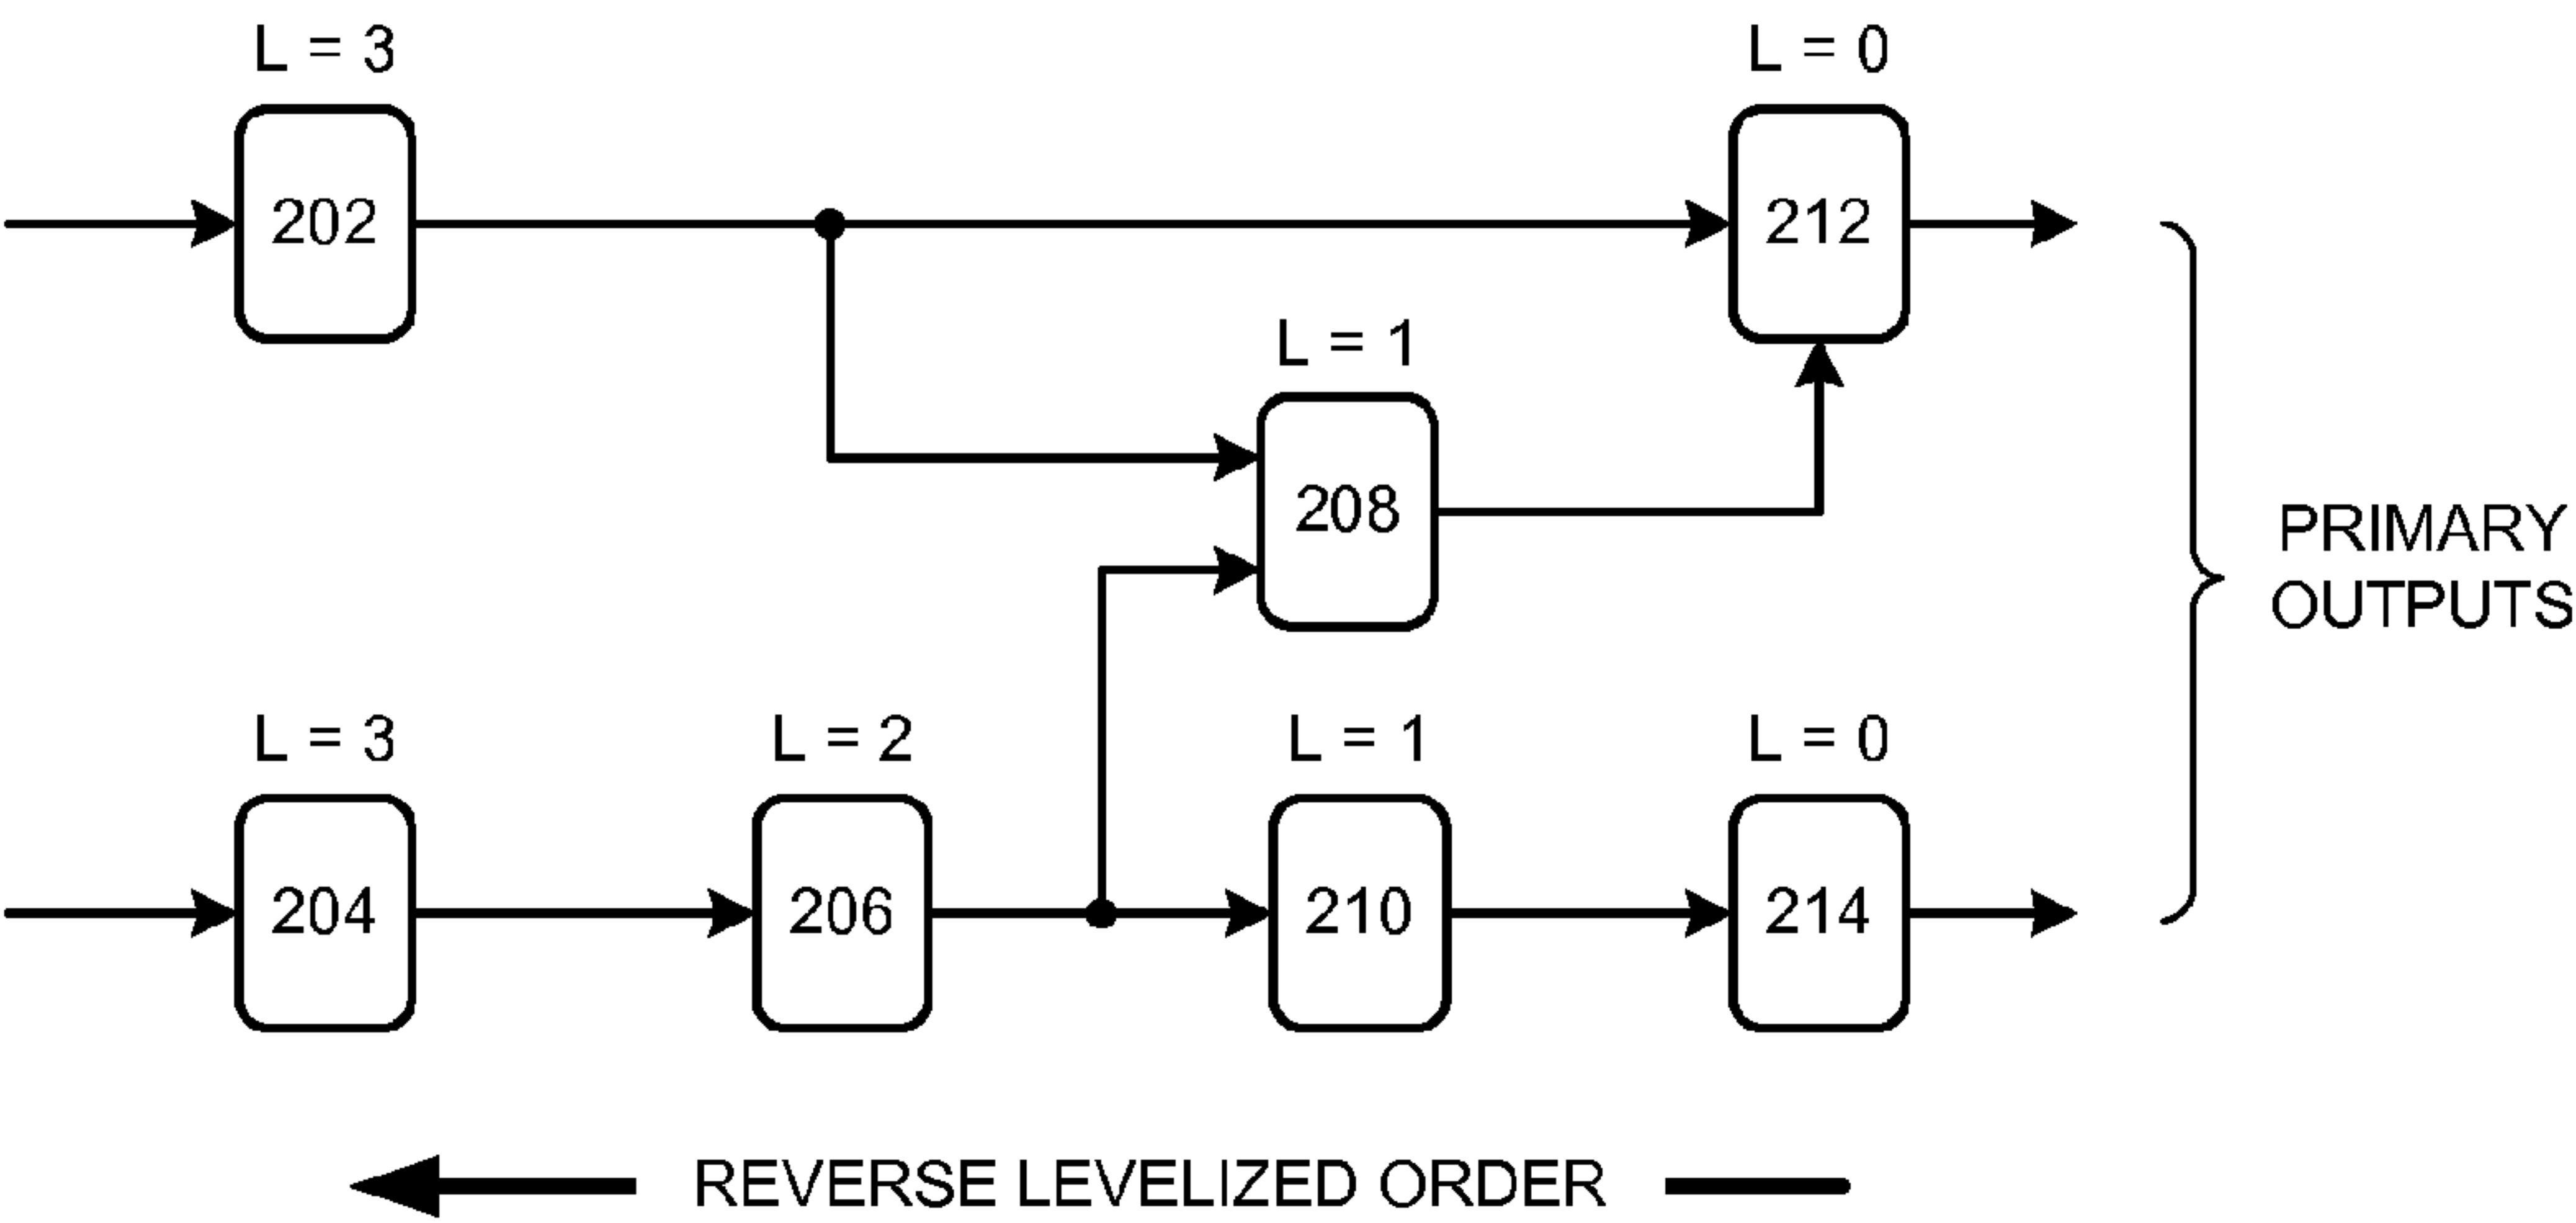 L = 3
L = 0
202
212
L = 1
208
PRIMARY
OUTPUTS
L = 3
L = 2
L = 1
L = 0
204
206
210
214
REVERSE LEVELIZED ORDER